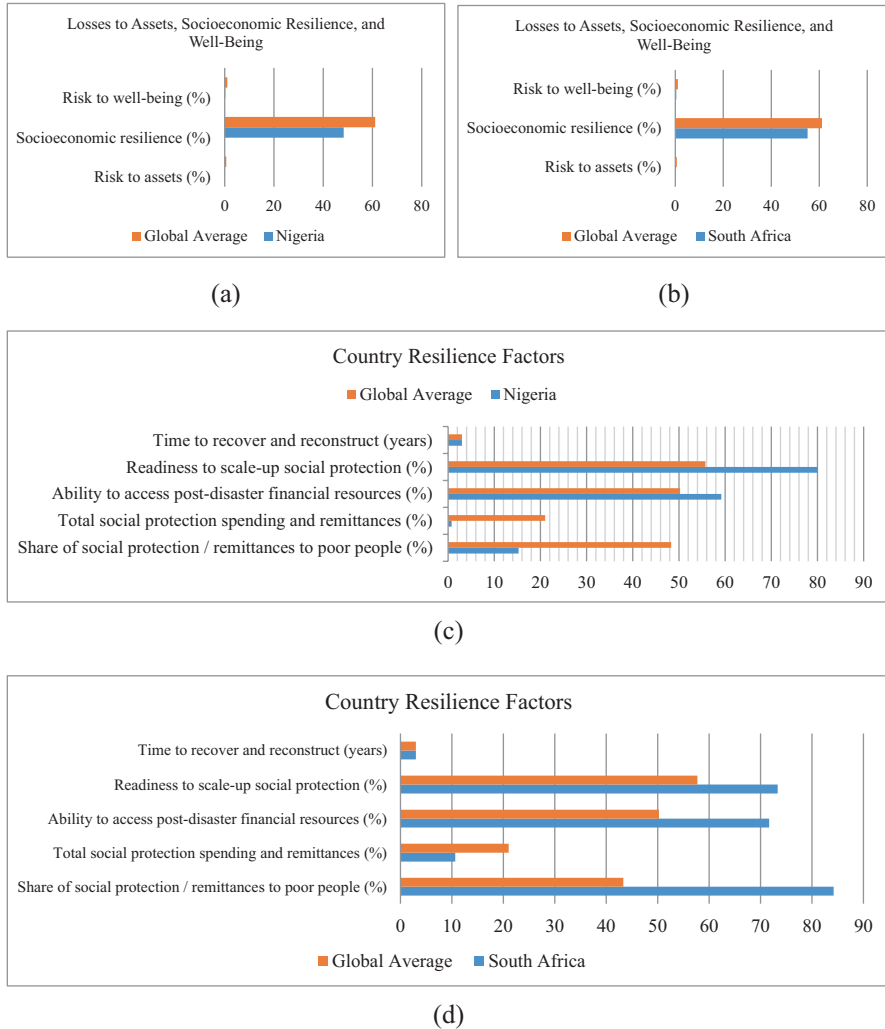 Losses to Assets, Socioeconomic Resilience, and
Well-Being
Risk to well-being (%)
Socioeconomic resilience (%)
Risk to assets (%)
0 20 40 60 80
Global Average Nigeria
(a)
Losses to Assets, Socioeconomic Resilience, and
Well-Being
Risk to well-being (%)
Socioeconomic resilience (%)
Risk to assets (%)
0 20 40 60 80
Global Average South Africa
(b)
Country Resilience Factors
Global Average Nigeria
Time to recover and reconstruct (years)
Readiness to scale-up social protection (%)
Ability to access post-disaster financial resources (%)
Total social protection spending and remittances (%)
Share of social protection / remittances to poor people (%)
0 10 20 30 40 50 60 70 80 90
(c)
Country Resilience Factors
Time to recover and reconstruct (years)
Readiness to scale-up social protection (%)
Ability to access post-disaster financial resources (%)
Total social protection spending and remittances (%)
Share of social protection / remittances to poor people (%)
0 10 20 30 40 50 60 70 80 90
Global Average South Africa
(d)